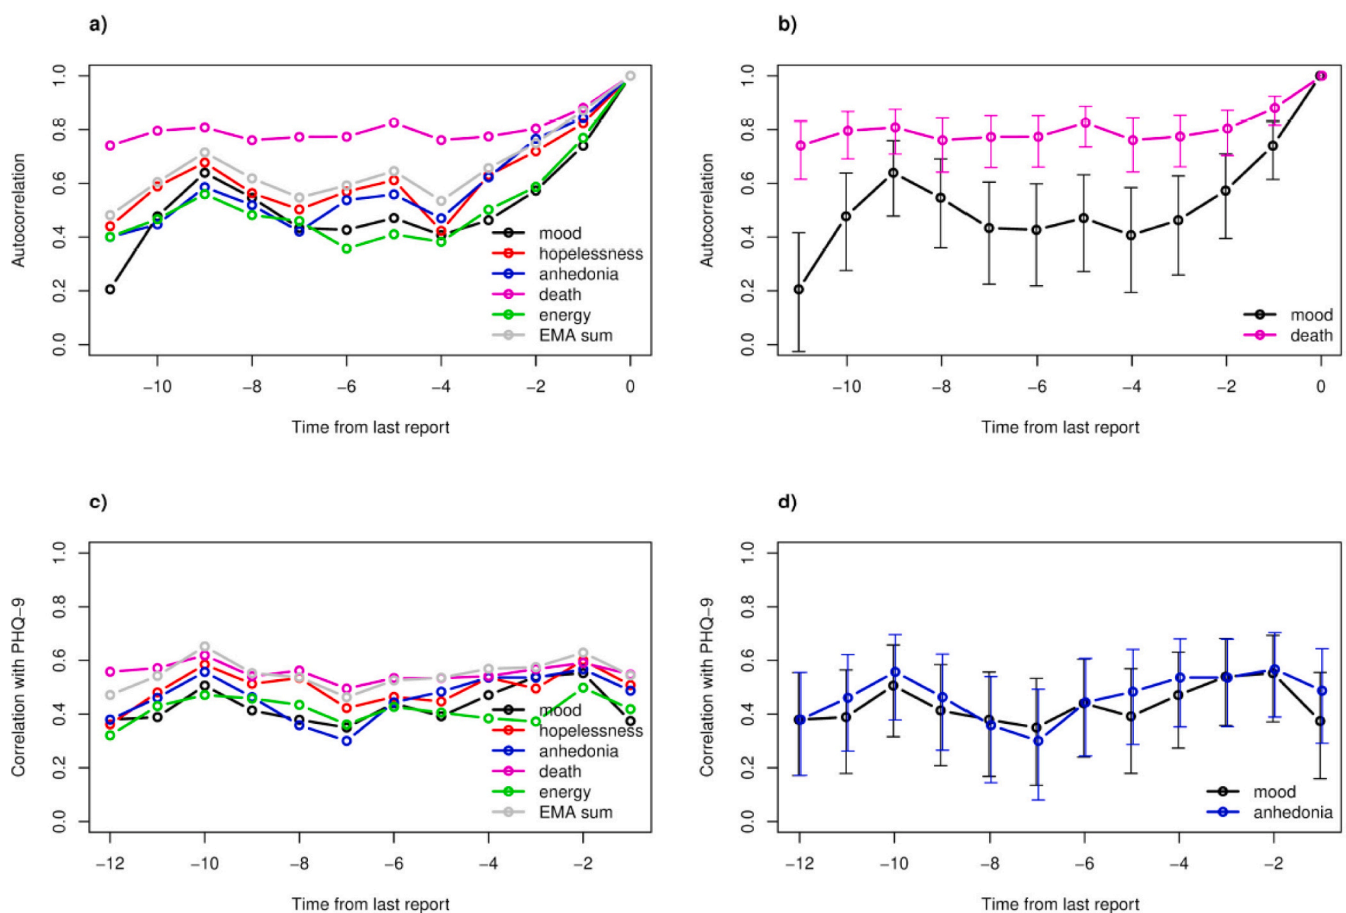 a)
Autocorrelation
1.0
0.8
0.6
0.4
0.2
0.0
mood
hopelessness
anhedonia
death
energy
EMA sum
−10 −8 −6 −4 −2 0
Time from last report
b)
Autocorrelation
1.0
0.8
0.6
0.4
0.2
0.0
mood
death
−10 −8 −6 −4 −2 0
Time from last report
c)
Correlation with PHQ−9
1.0
0.8
0.6
0.4
0.2
0.0
mood
hopelessness
anhedonia
death
energy
EMA sum
−12 −10 −8 −6 −4 −2
Time from last report
d)
Correlation with PHQ−9
1.0
0.8
0.6
0.4
0.2
0.0
mood
anhedonia
−12 −10 −8 −6 −4 −2
Time from last report